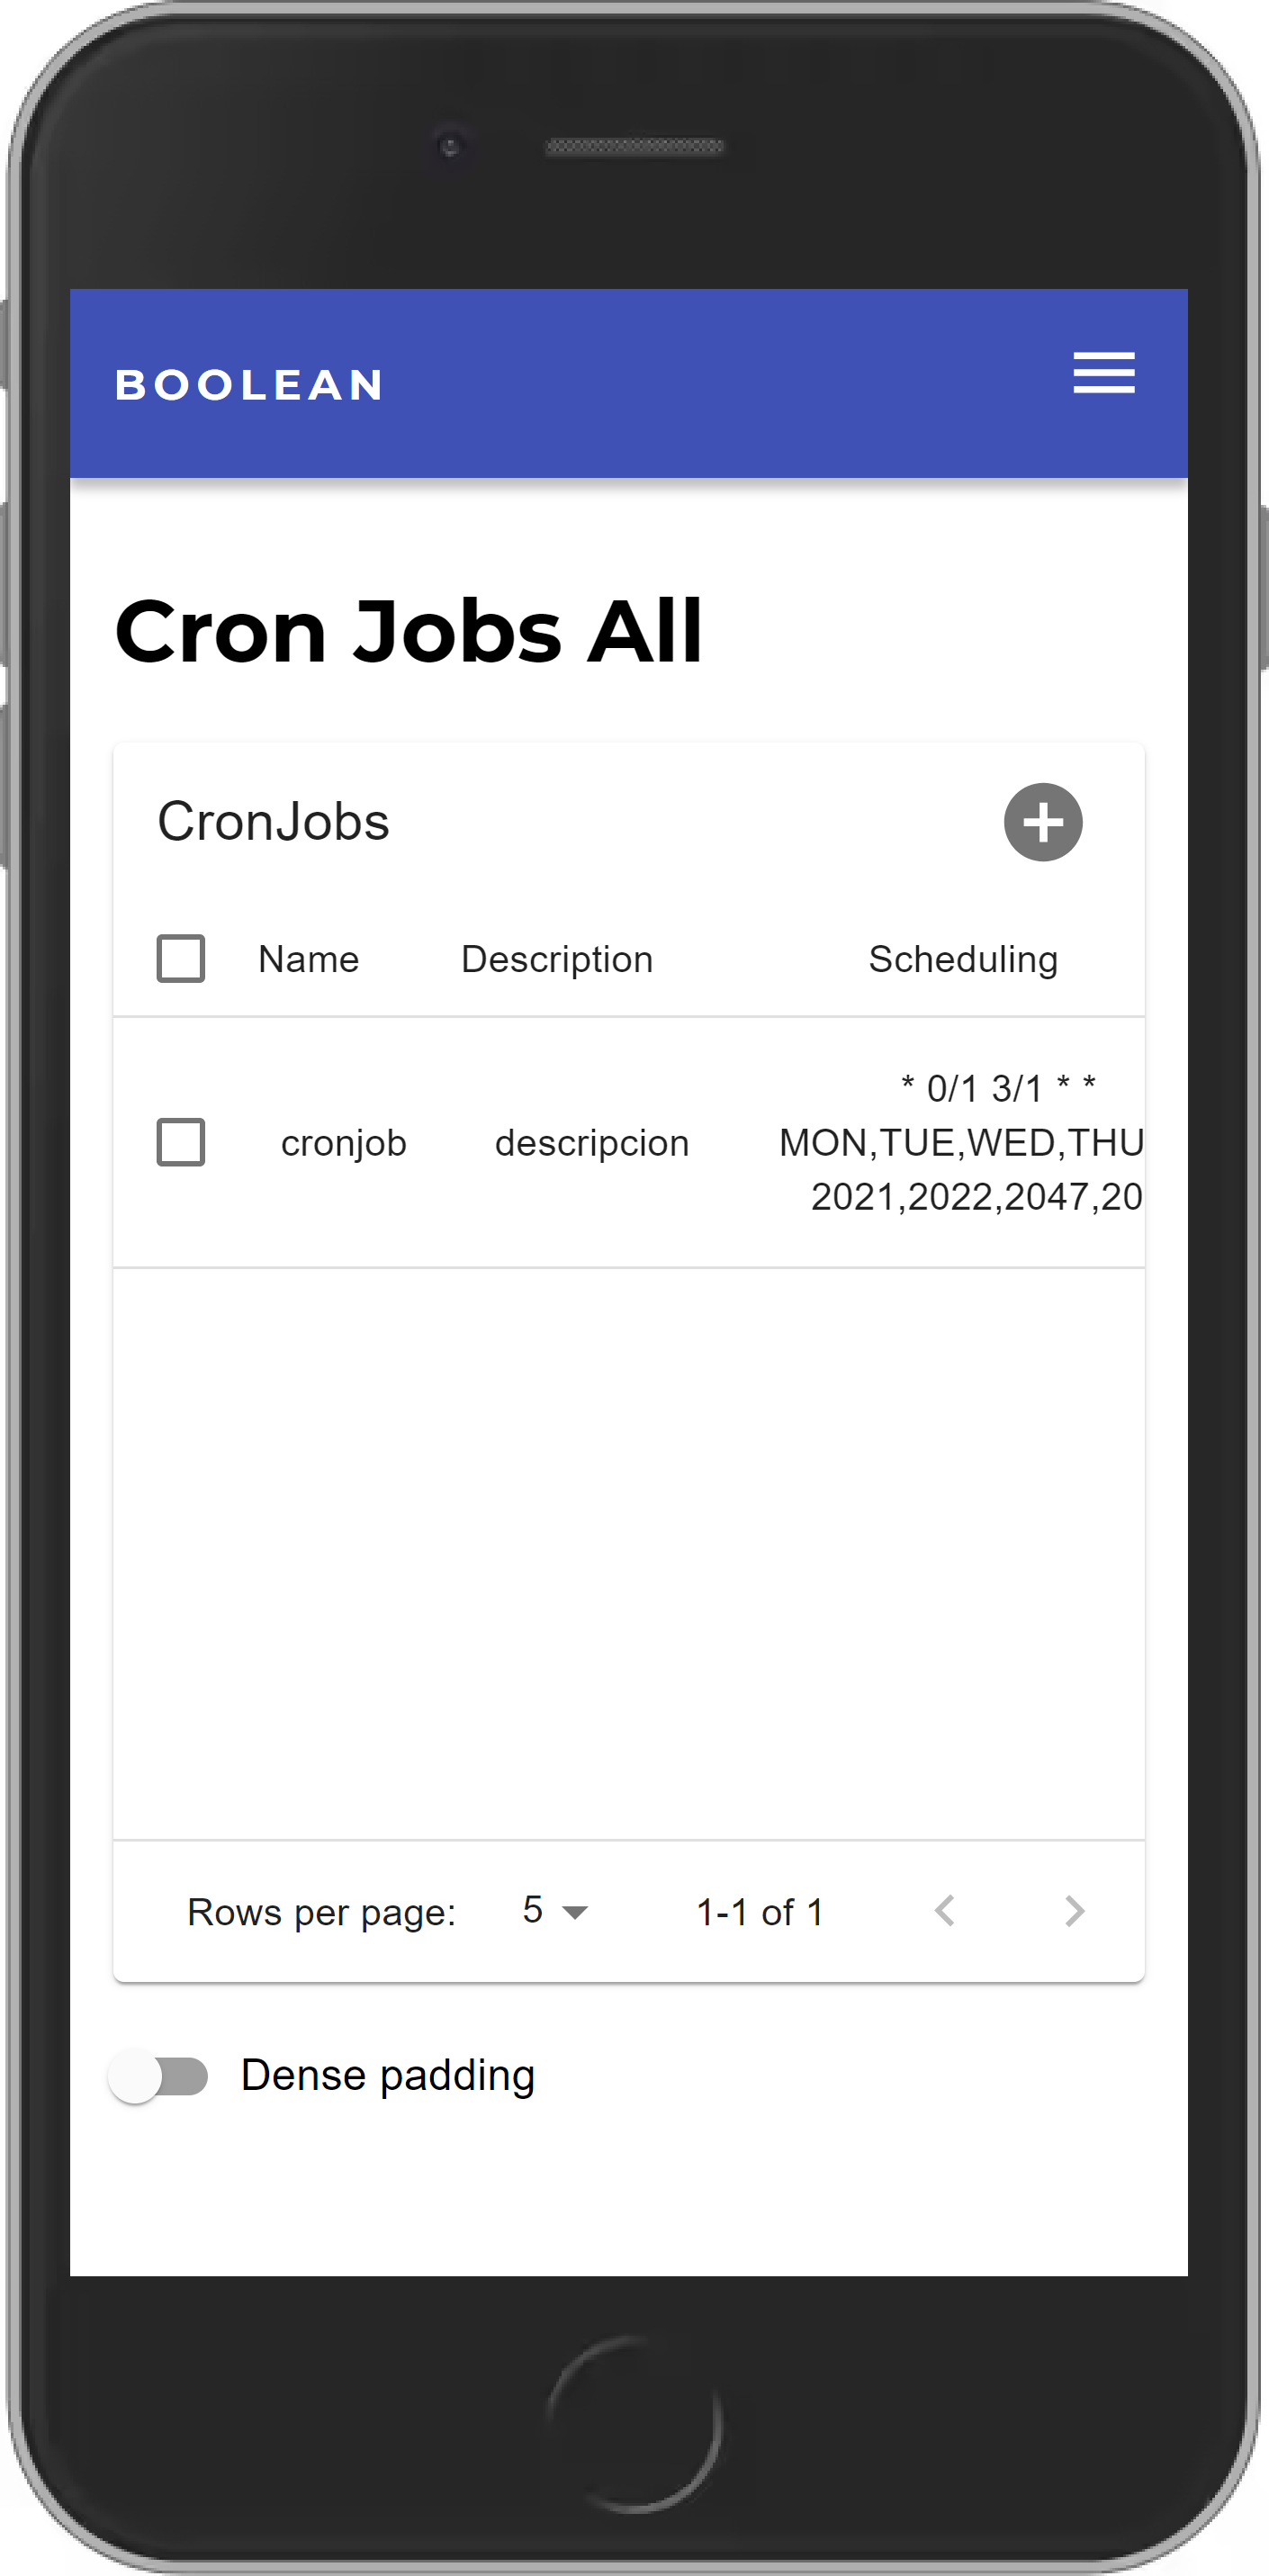 BOOLEAN
Cron Jobs All
CronJobs
Name Description Scheduling
* 0/1 3/1 * *
cronjob descripcion MON,TUE,WED,THU
2021,2022,2047,20
Rows per page: 5 1-1 of 1
Dense padding